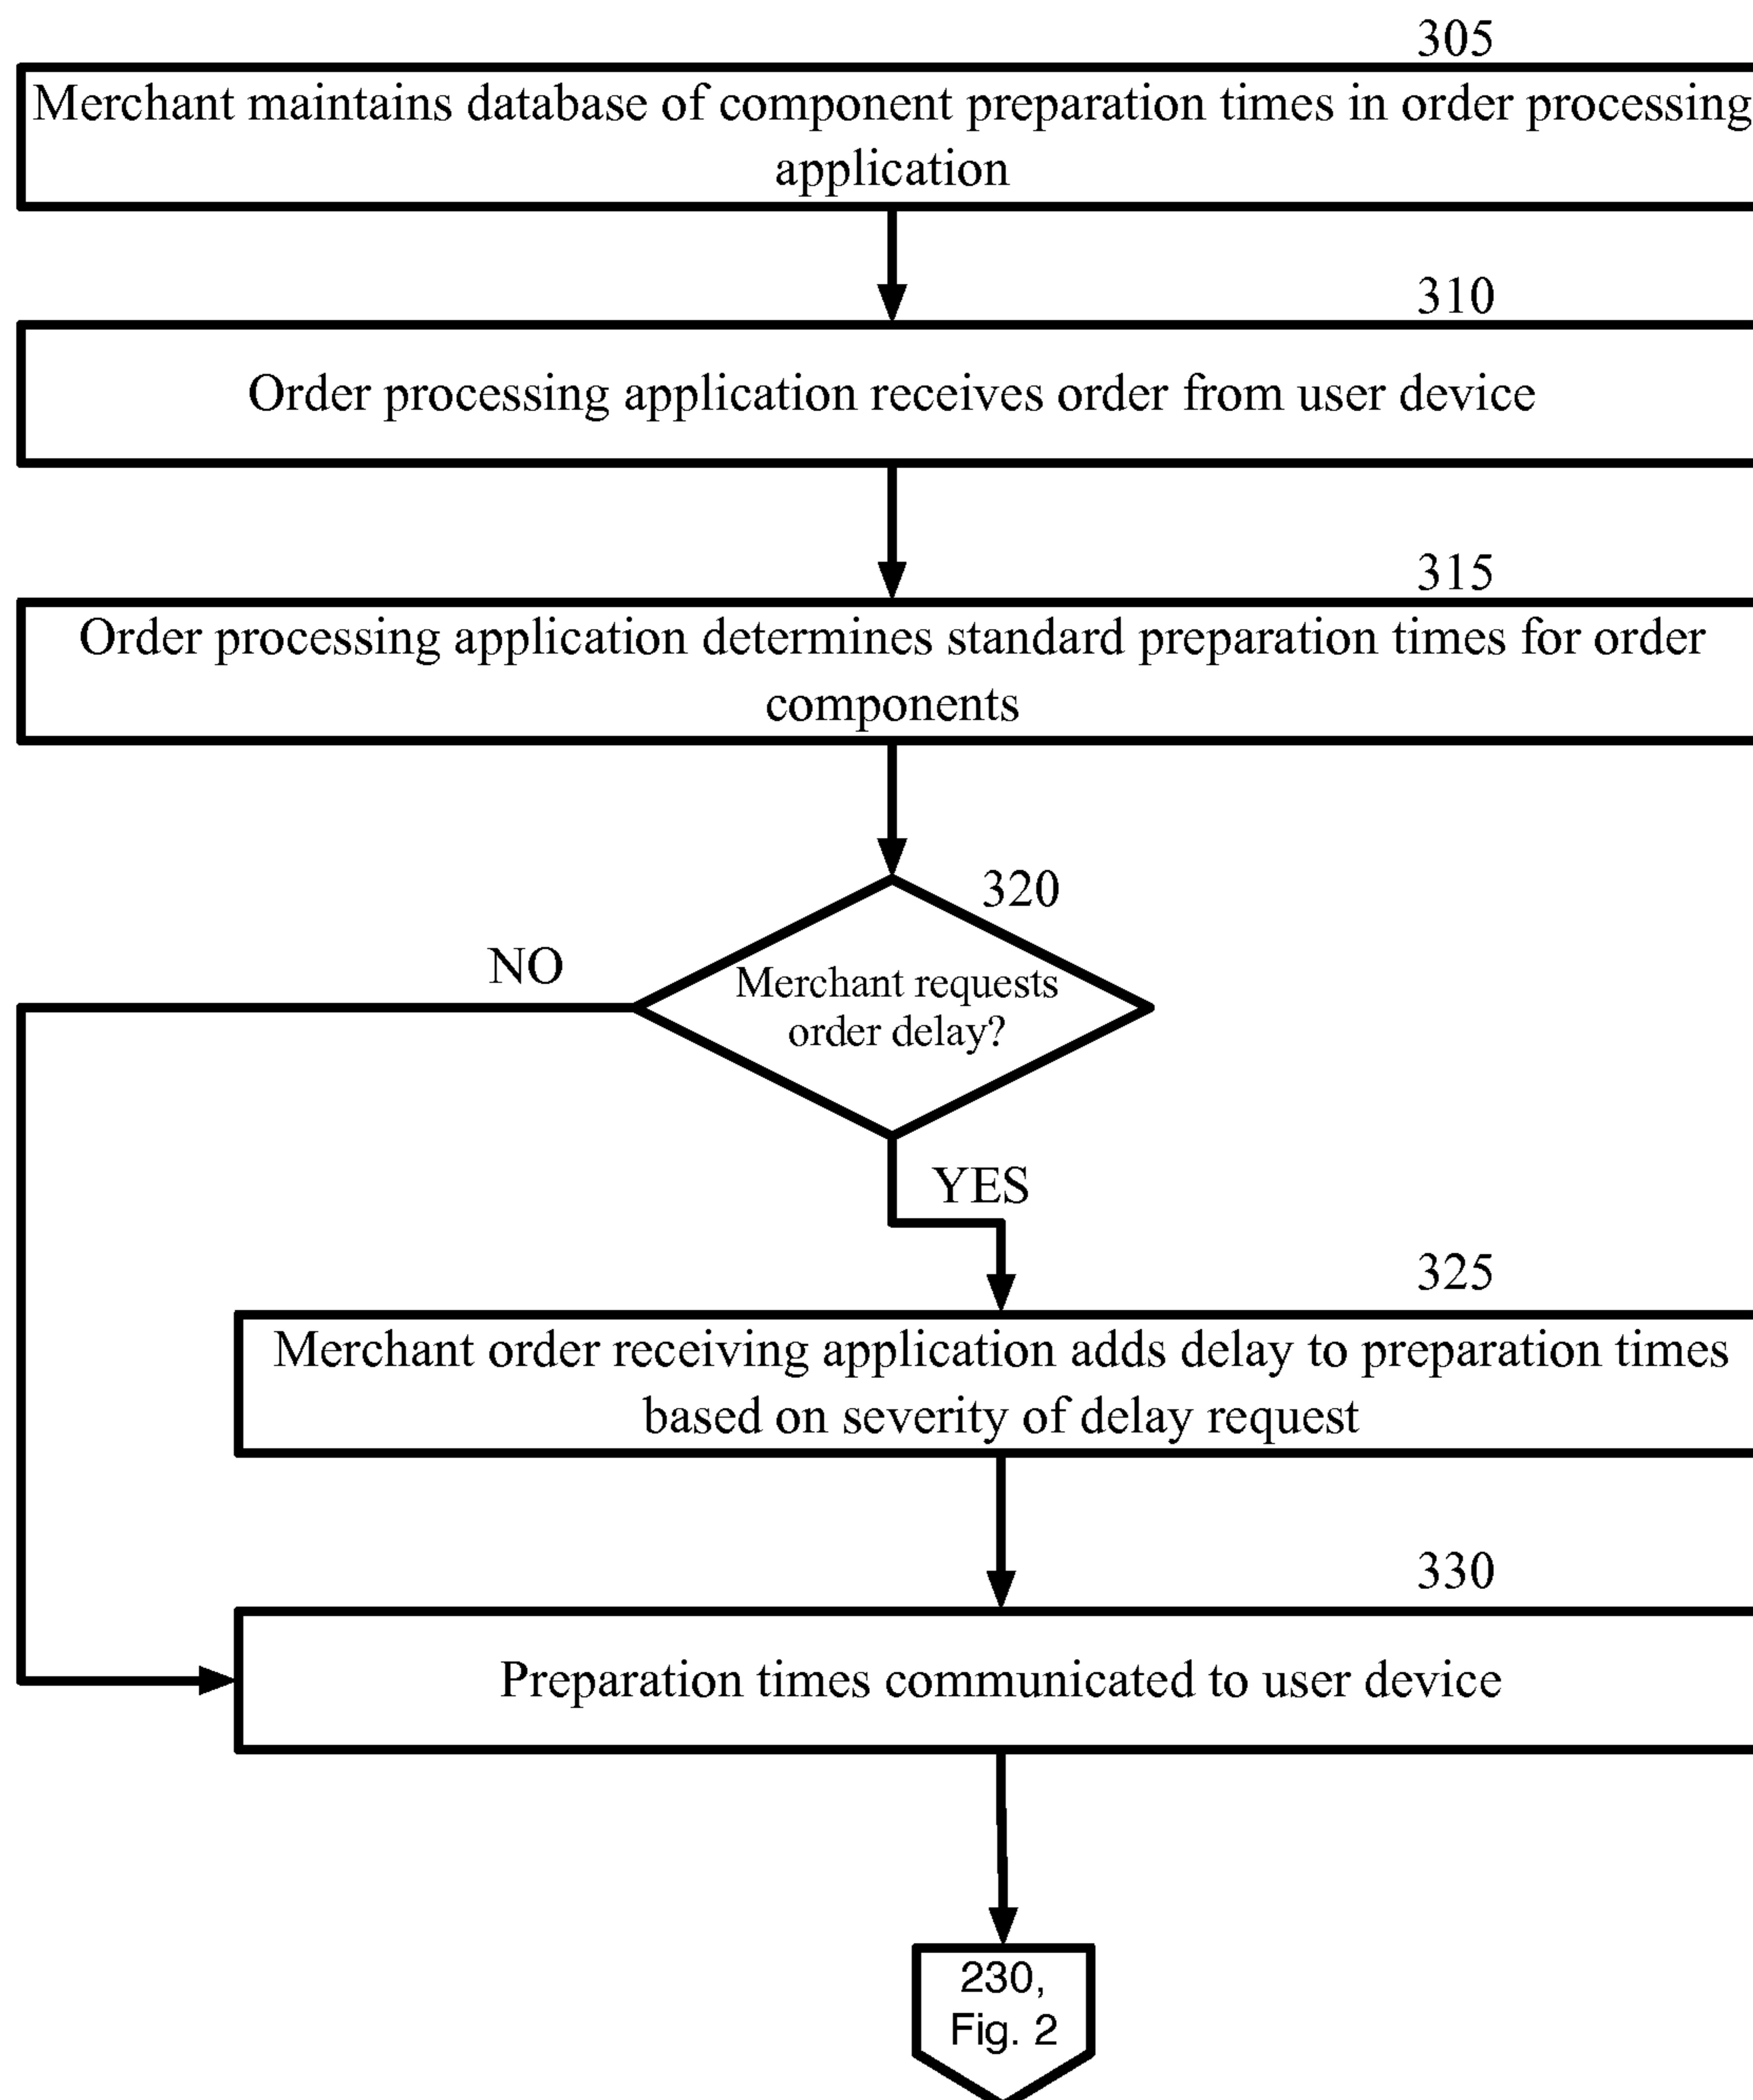 305
Merchant maintains database of component preparation times in order processing
application
310
Order processing application receives order from user device
315
Order processing application determines standard preparation times for order
components
320
NO
Merchant requests
order delay?
YES
325
Merchant order receiving application adds delay to preparation times
based on severity of delay request
330
Preparation times communicated to user device
230,
Fig. 2